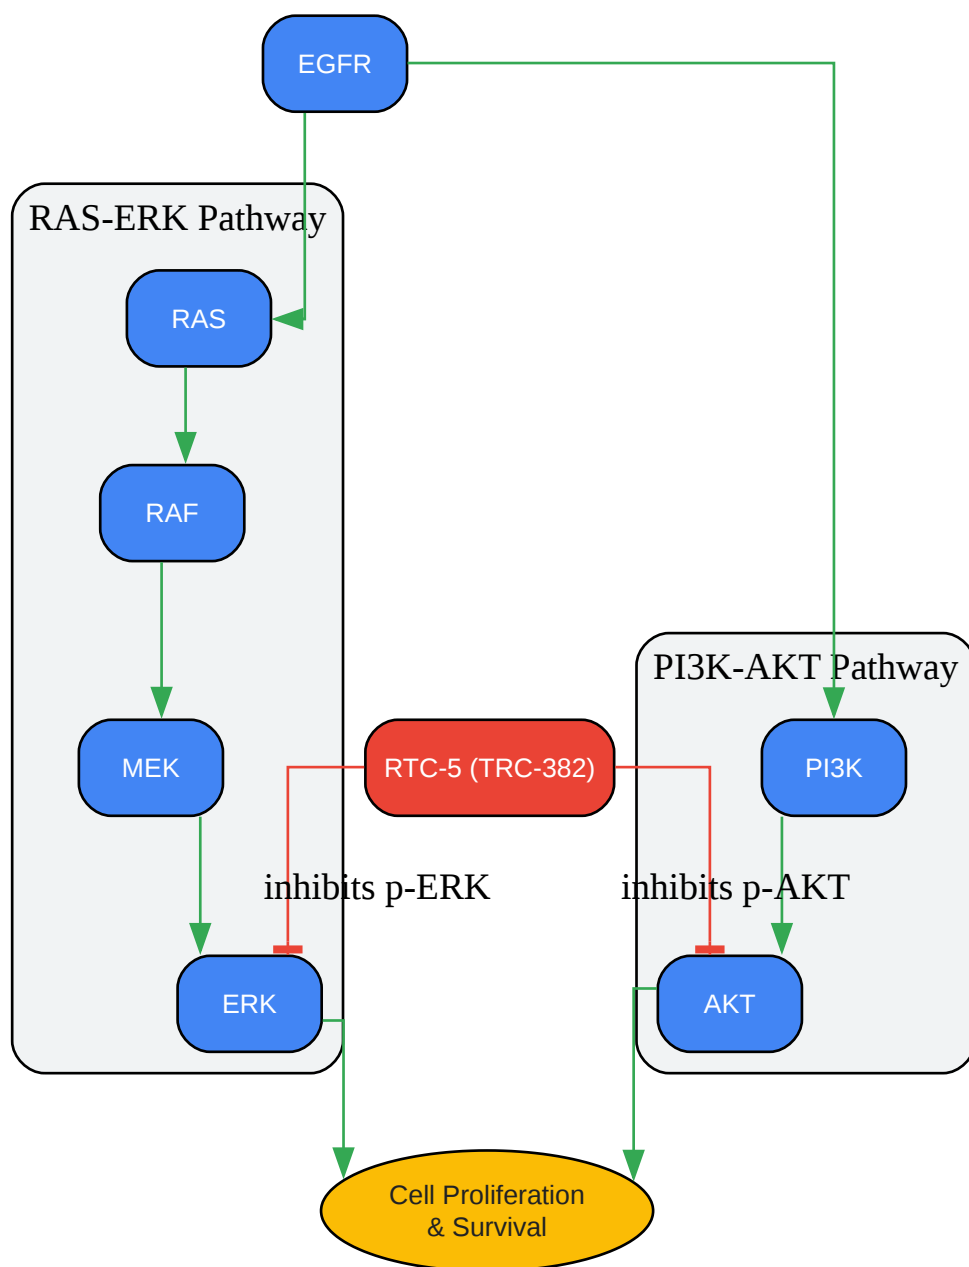 EGFR
RAS-ERK Pathway
RAS
RAF
PI3K-AKT Pathway
MEK
RTC-5 (TRC-382)
PI3K
inhibits p-ERK
inhibits p-AKT
ERK
AKT
Cell Proliferation
& Survival